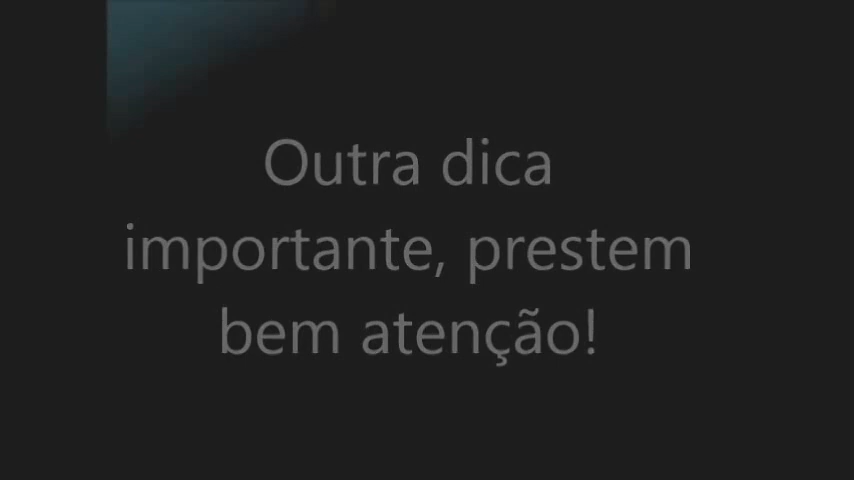 Outra dica
importante, prestem
bem atenção!